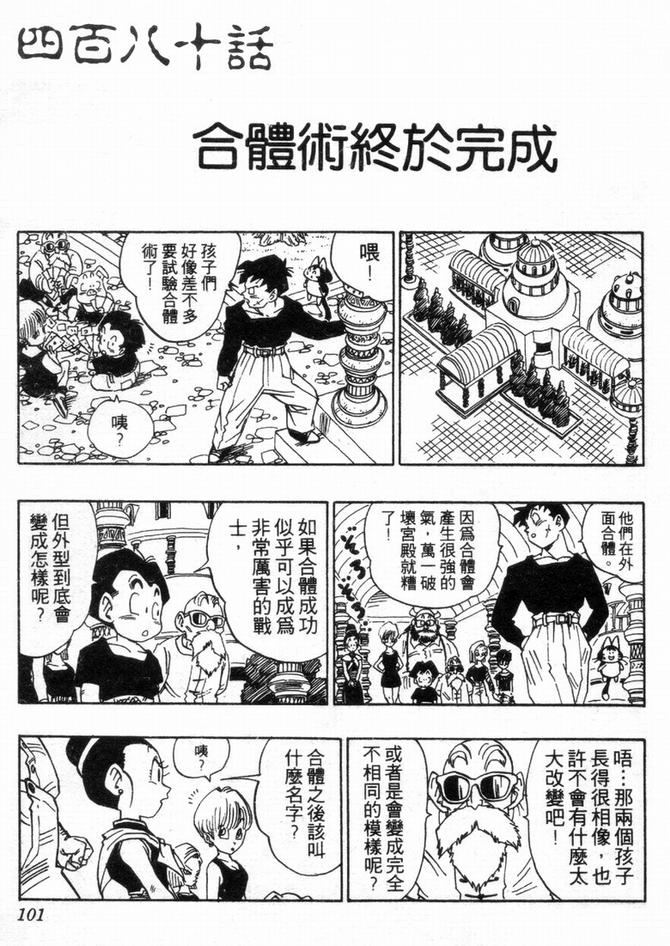 四百八十話
合體術終於完成
喂！
孩子們
好像差不多
要試驗合體
術了！
咦？
他們在外
面合體。
因為合體會
產生很強的
氣，萬一破
壞宮殿就糟
了！
ぞろ
ぞろ
如果合體成功
似乎可以成為
非常厲害的戰
士，
但外型到底會
變成怎樣呢？
唔…那兩個孩子
長得很相像，也
許不會有什麼太
大改變吧！
或者是會變成完全
不相同的模樣呢？
合體之後該叫
什麼名字？
咦？
101